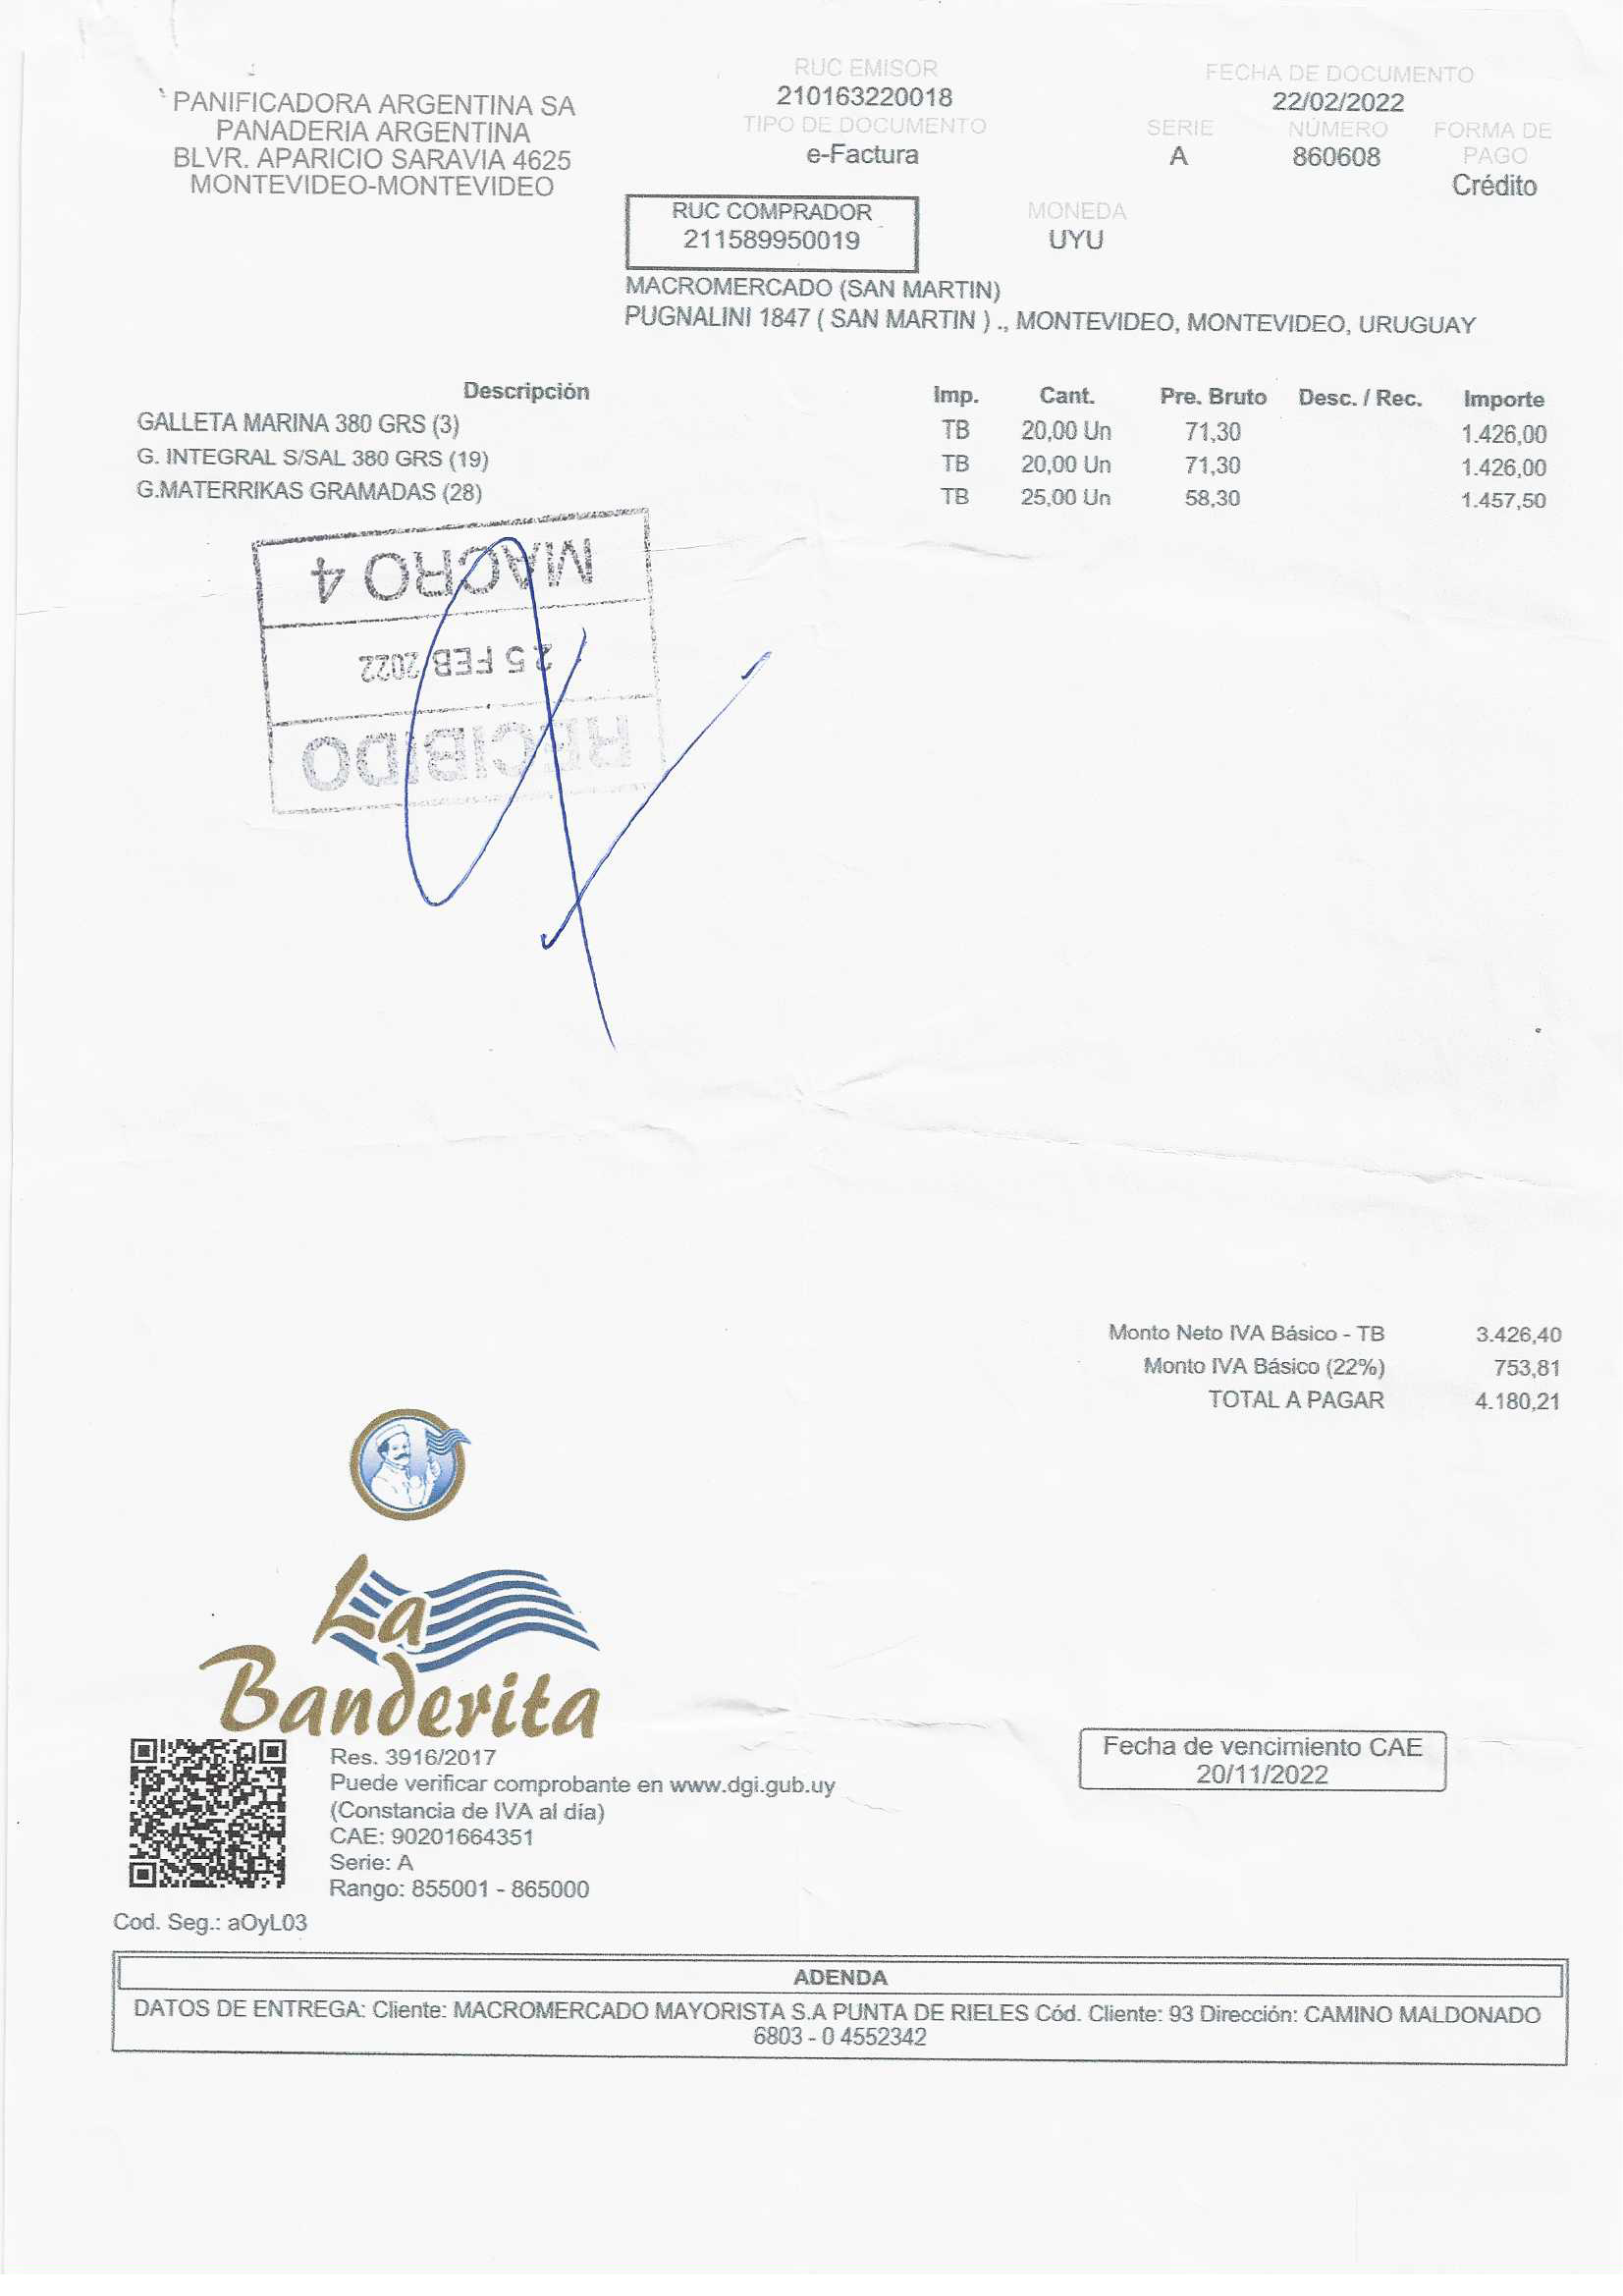 PANIFICADORA ARGENTINA SA
PANADERIA ARGENTINA
BLVR. APARICIO SARAVIA 4625
MONTEVIDEO-MONTEVIDEO
RUC EMISOR
210163220018
TIPO DE DOCUMENTO
e-Factura
FECHA DE DOCUMENTO
22/02/2022
SERIE NÚMERO FORMA DE PAGO
A 860608 Crédito
RUC COMPRADOR
211589950019
MONEDA
UYU
MACROMERCADO (SAN MARTIN)
PUGNALINI 1847 ( SAN MARTIN ) ., MONTEVIDEO, MONTEVIDEO, URUGUAY
Descripción Imp. Cant. Pre. Bruto Desc. / Rec. Importe
GALLETA MARINA 380 GRS (3) TB 20,00 Un 71,30 1.426,00
G. INTEGRAL S/SAL 380 GRS (19) TB 20,00 Un 71,30 1.426,00
G.MATERRIKAS GRAMADAS (28) TB 25,00 Un 58,30 1.457,50
RECIBIDO
25 FEB 2022
MACRO 4
Monto Neto IVA Básico - TB 3.426,40
Monto IVA Básico (22%) 753,81
TOTAL A PAGAR 4.180,21
La
Banderita
Res. 3916/2017
Puede verificar comprobante en www.dgi.gub.uy
(Constancia de IVA al día)
CAE: 90201664351
Serie: A
Rango: 855001 - 865000
Fecha de vencimiento CAE
20/11/2022
Cod. Seg.: aOyL03
ADENDA
DATOS DE ENTREGA: Cliente: MACROMERCADO MAYORISTA S.A PUNTA DE RIELES Cód. Cliente: 93 Dirección: CAMINO MALDONADO
6803 - 0 4552342